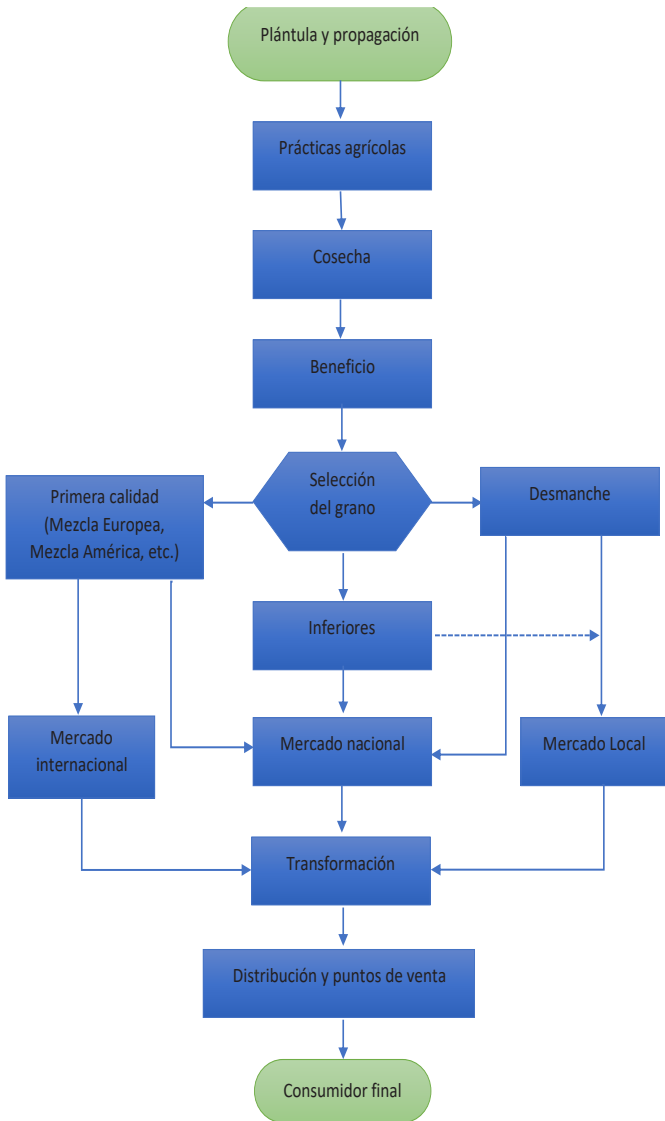 Plántula y propagación
Prácticas agrícolas
Cosecha
Beneficio
Selección
del grano
Primera calidad
(Mezcla Europea,
Mezcla América, etc.)
Desmanche
Inferiores
Mercado
internacional
Mercado nacional
Mercado Local
Transformación
Distribución y puntos de venta
Consumidor final